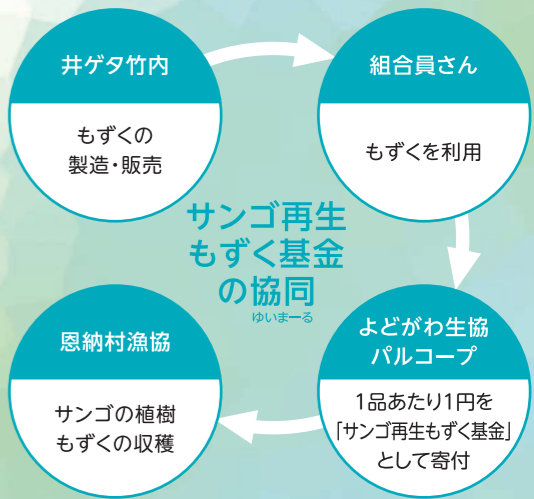 井ゲタ竹内
もずくの
製造・販売
組合員さん
もずくを利用
サンゴ再生
もずく基金
の協同
ゆいまーる
よどがわ生協
パルコープ
1品あたり1円を
「サンゴ再生もずく基金」
として寄付
恩納村漁協
サンゴの植樹
もずくの収穫